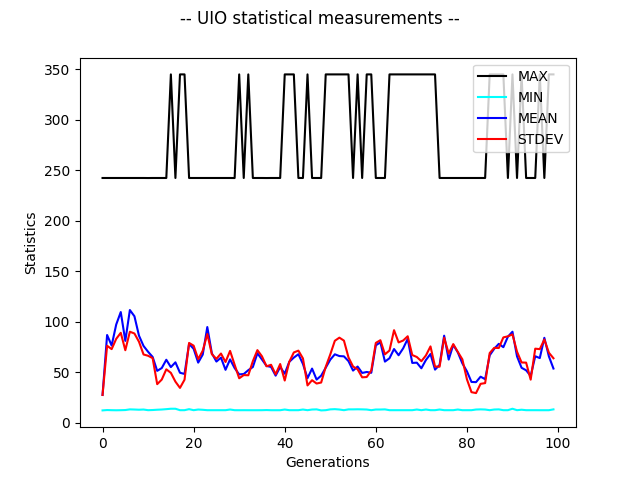 -- UIO statistical measurements --
350
300
250
200
150
100
50
0
Statistics
MAX
MIN
MEAN
STDEV
0 20 40 60 80 100
Generations